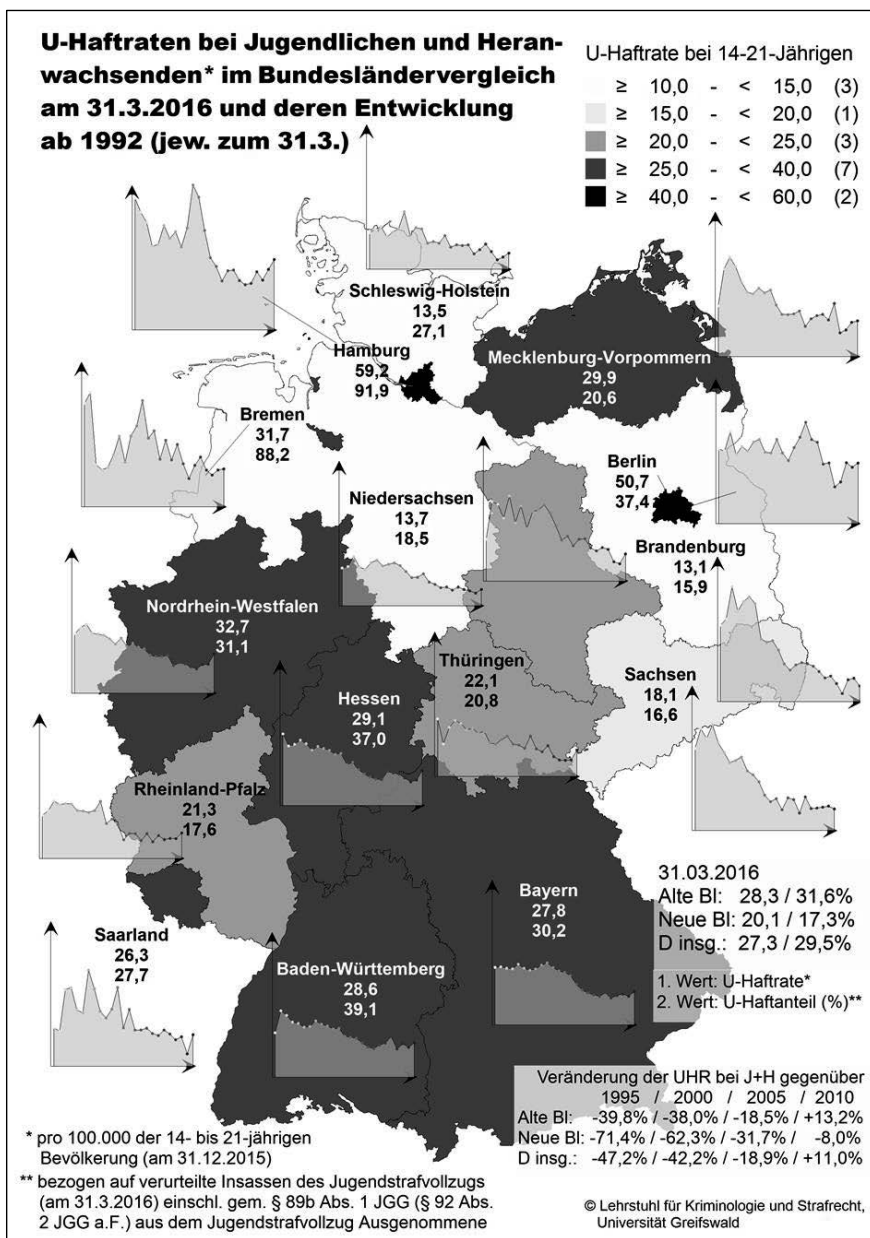 U-Haftraten bei Jugendlichen und Heran-
wachsenden* im Bundesländervergleich
am 31.3.2016 und deren Entwicklung
ab 1992 (jew. zum 31.3.)
U-Haftrate bei 14-21-Jährigen
≥ 10,0 - < 15,0 (3)
≥ 15,0 - < 20,0 (1)
≥ 20,0 - < 25,0 (3)
≥ 25,0 - < 40,0 (7)
≥ 40,0 - < 60,0 (2)
Schleswig-Holstein
13,5
27,1
Hamburg
59,2
91,9
Mecklenburg-Vorpommern
29,9
20,6
Bremen
31,7
88,2
Berlin
50,7
37,4
Niedersachsen
13,7
18,5
Brandenburg
13,1
15,9
Nordrhein-Westfalen
32,7
31,1
Thüringen
22,1
20,8
Sachsen
18,1
16,6
Hessen
29,1
37,0
Rheinland-Pfalz
21,3
17,6
Bayern
27,8
30,2
Saarland
26,3
27,7
Baden-Württemberg
28,6
39,1
31.03.2016
Alte Bl: 28,3 / 31,6%
Neue Bl: 20,1 / 17,3%
D insg.: 27,3 / 29,5%
1. Wert: U-Haftrate*
2. Wert: U-Haftanteil (%)**
Veränderung der UHR bei J+H gegenüber
1995 / 2000 / 2005 / 2010
Alte Bl: -39,8% / -38,0% / -18,5% / +13,2%
Neue Bl: -71,4% / -62,3% / -31,7% / -8,0%
D insg.: -47,2% / -42,2% / -18,9% / +11,0%
* pro 100.000 der 14- bis 21-jährigen
Bevölkerung (am 31.12.2015)
** bezogen auf verurteilte Insassen des Jugendstrafvollzugs
(am 31.3.2016) einschl. gem. § 89b Abs. 1 JGG (§ 92 Abs.
2 JGG a.F.) aus dem Jugendstrafvollzug Ausgenommene
© Lehrstuhl für Kriminologie und Strafrecht,
Universität Greifswald